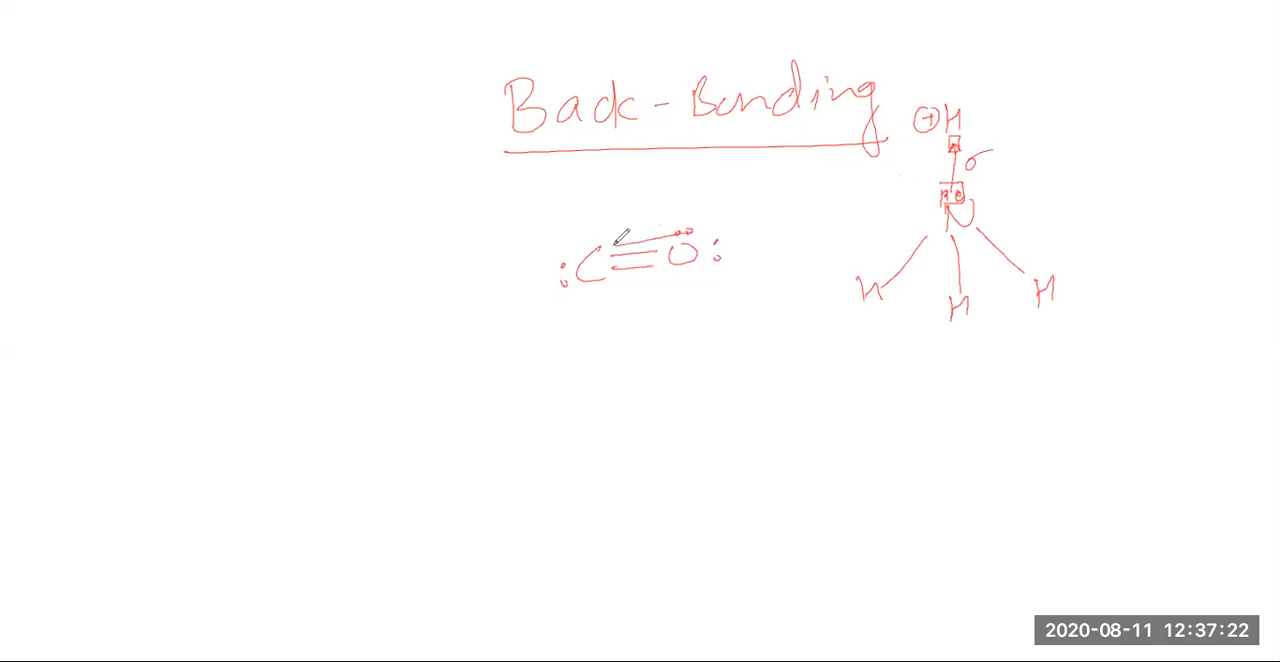 Back-Bonding
⊕H
σ
N
:C≡O:
H H H
2020-08-11 12:37:22